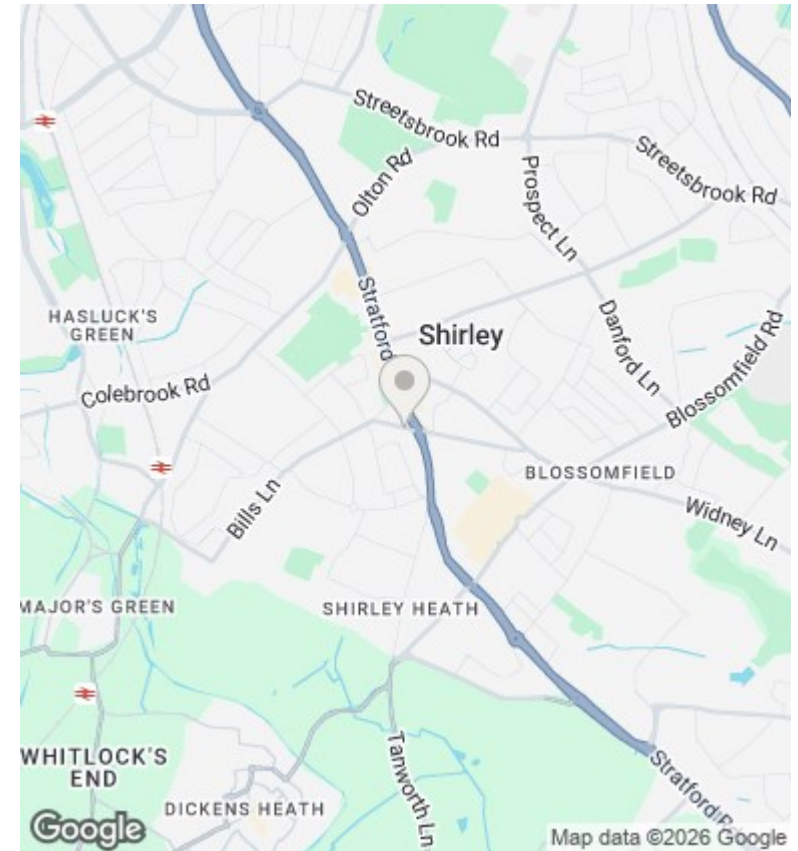 Streetsbrook Rd
Streetsbrook Rd
Olton Rd
Prospect Ln
HASLUCK'S
GREEN
Stratford
Shirley
Danford Ln
Blossomfield Rd
Colebrook Rd
BLOSSOMFIELD
Bills Ln
Widney Ln
MAJOR'S GREEN
SHIRLEY HEATH
WHITLOCK'S
END
Tanworth Ln
Stratford R
DICKENS HEATH
Google
Map data ©2026 Google